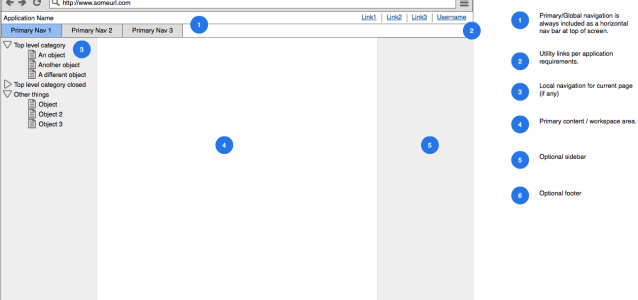 http://www.someurl.com
Application Name
Link1 | Link2 | Link3 | Username
Primary Nav 1
Primary Nav 2
Primary Nav 3
1
2
Top level category
3
An object
Another object
A different object
Top level category closed
Other things
Object
Object 2
Object 3
4
5
1
Primary/Global navigation is
always included as a horizontal
nav bar at top of screen.
2
Utility links per application
requirements.
3
Local navigation for current page
(if any)
4
Primary content / workspace area.
5
Optional sidebar
6
Optional footer